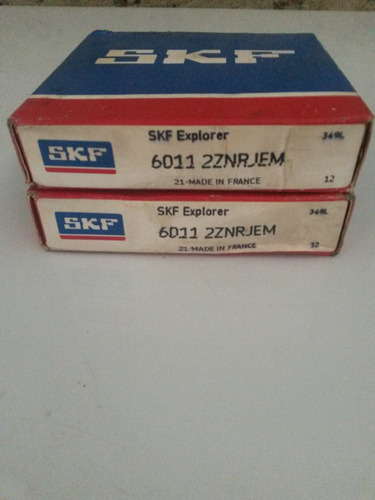 SKF
SKF Explorer 349L
SKF
6011 2ZNRJEM
21-MADE IN FRANCE 12
SKF Explorer 349L
SKF
6011 2ZNRJEM
21-MADE IN FRANCE 12